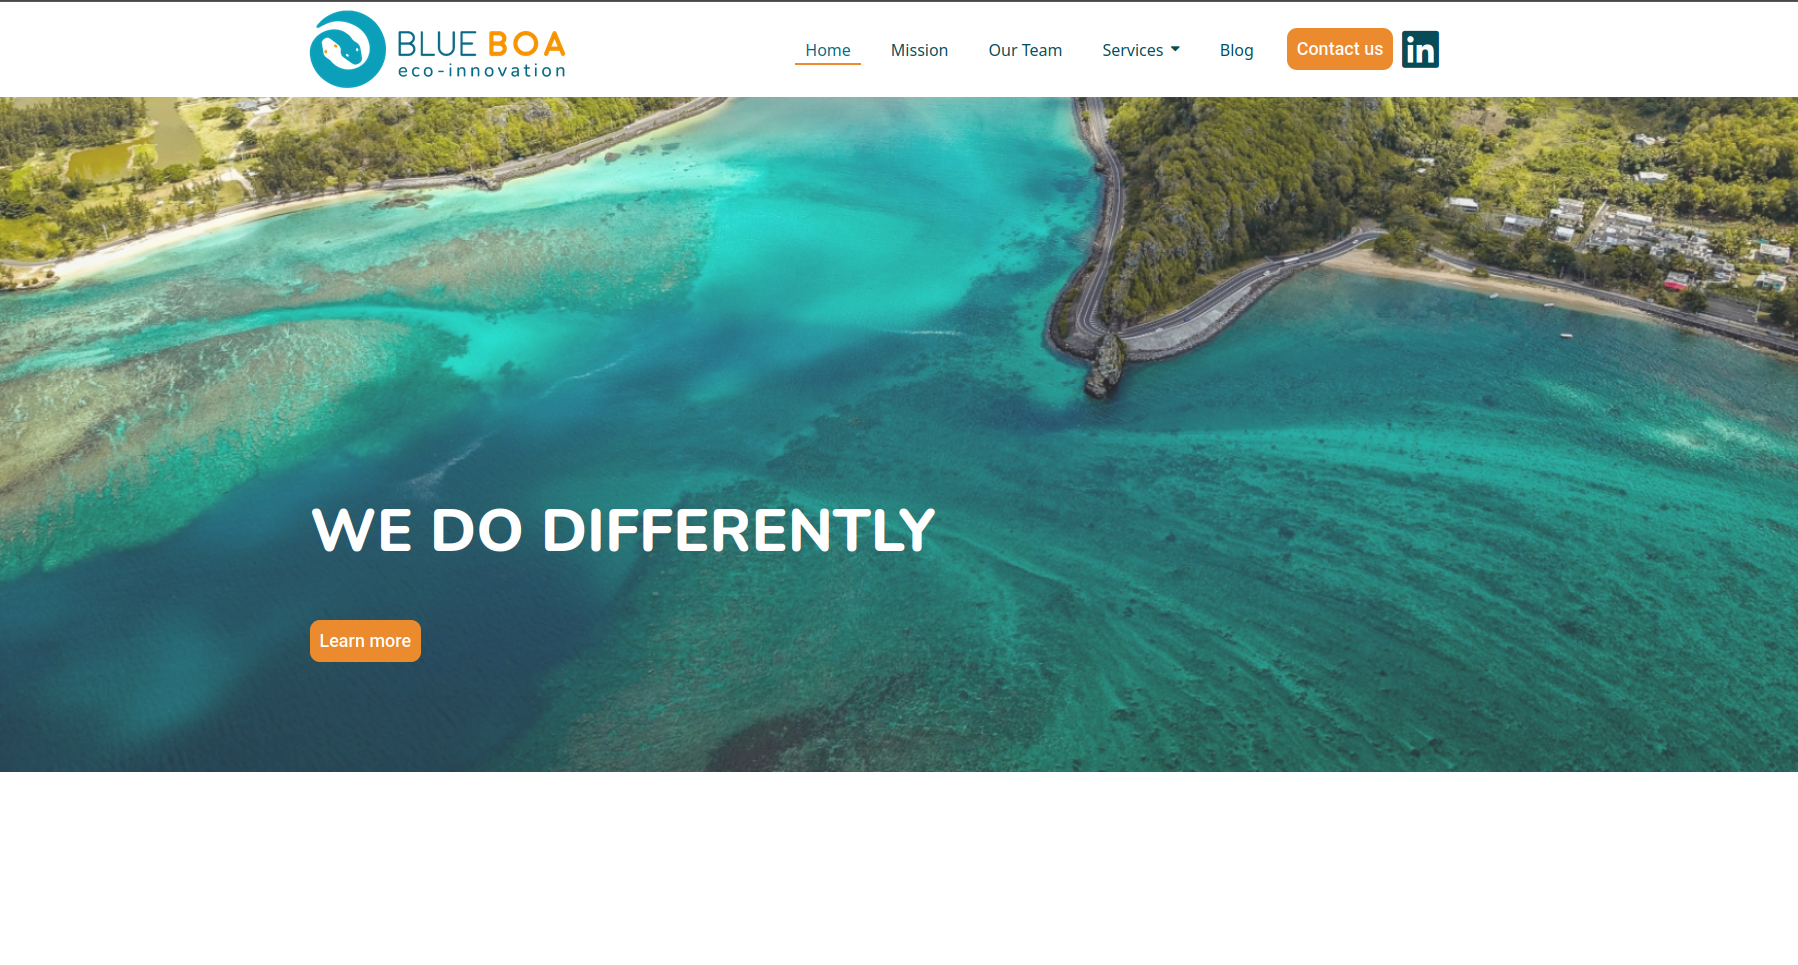 BLUE BOA
eco-innovation
Home
Mission
Our Team
Services
Blog
Contact us
in
WE DO DIFFERENTLY
Learn more